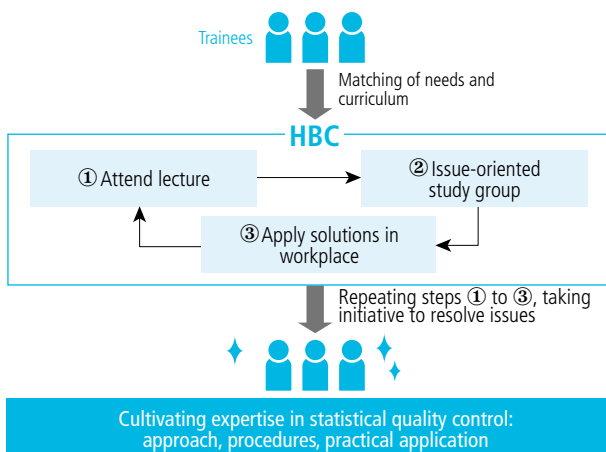 Trainees
Matching of needs and
curriculum
HBC
① Attend lecture
② Issue-oriented
study group
③ Apply solutions in
workplace
Repeating steps ① to ③, taking
initiative to resolve issues
Cultivating expertise in statistical quality control:
approach, procedures, practical application